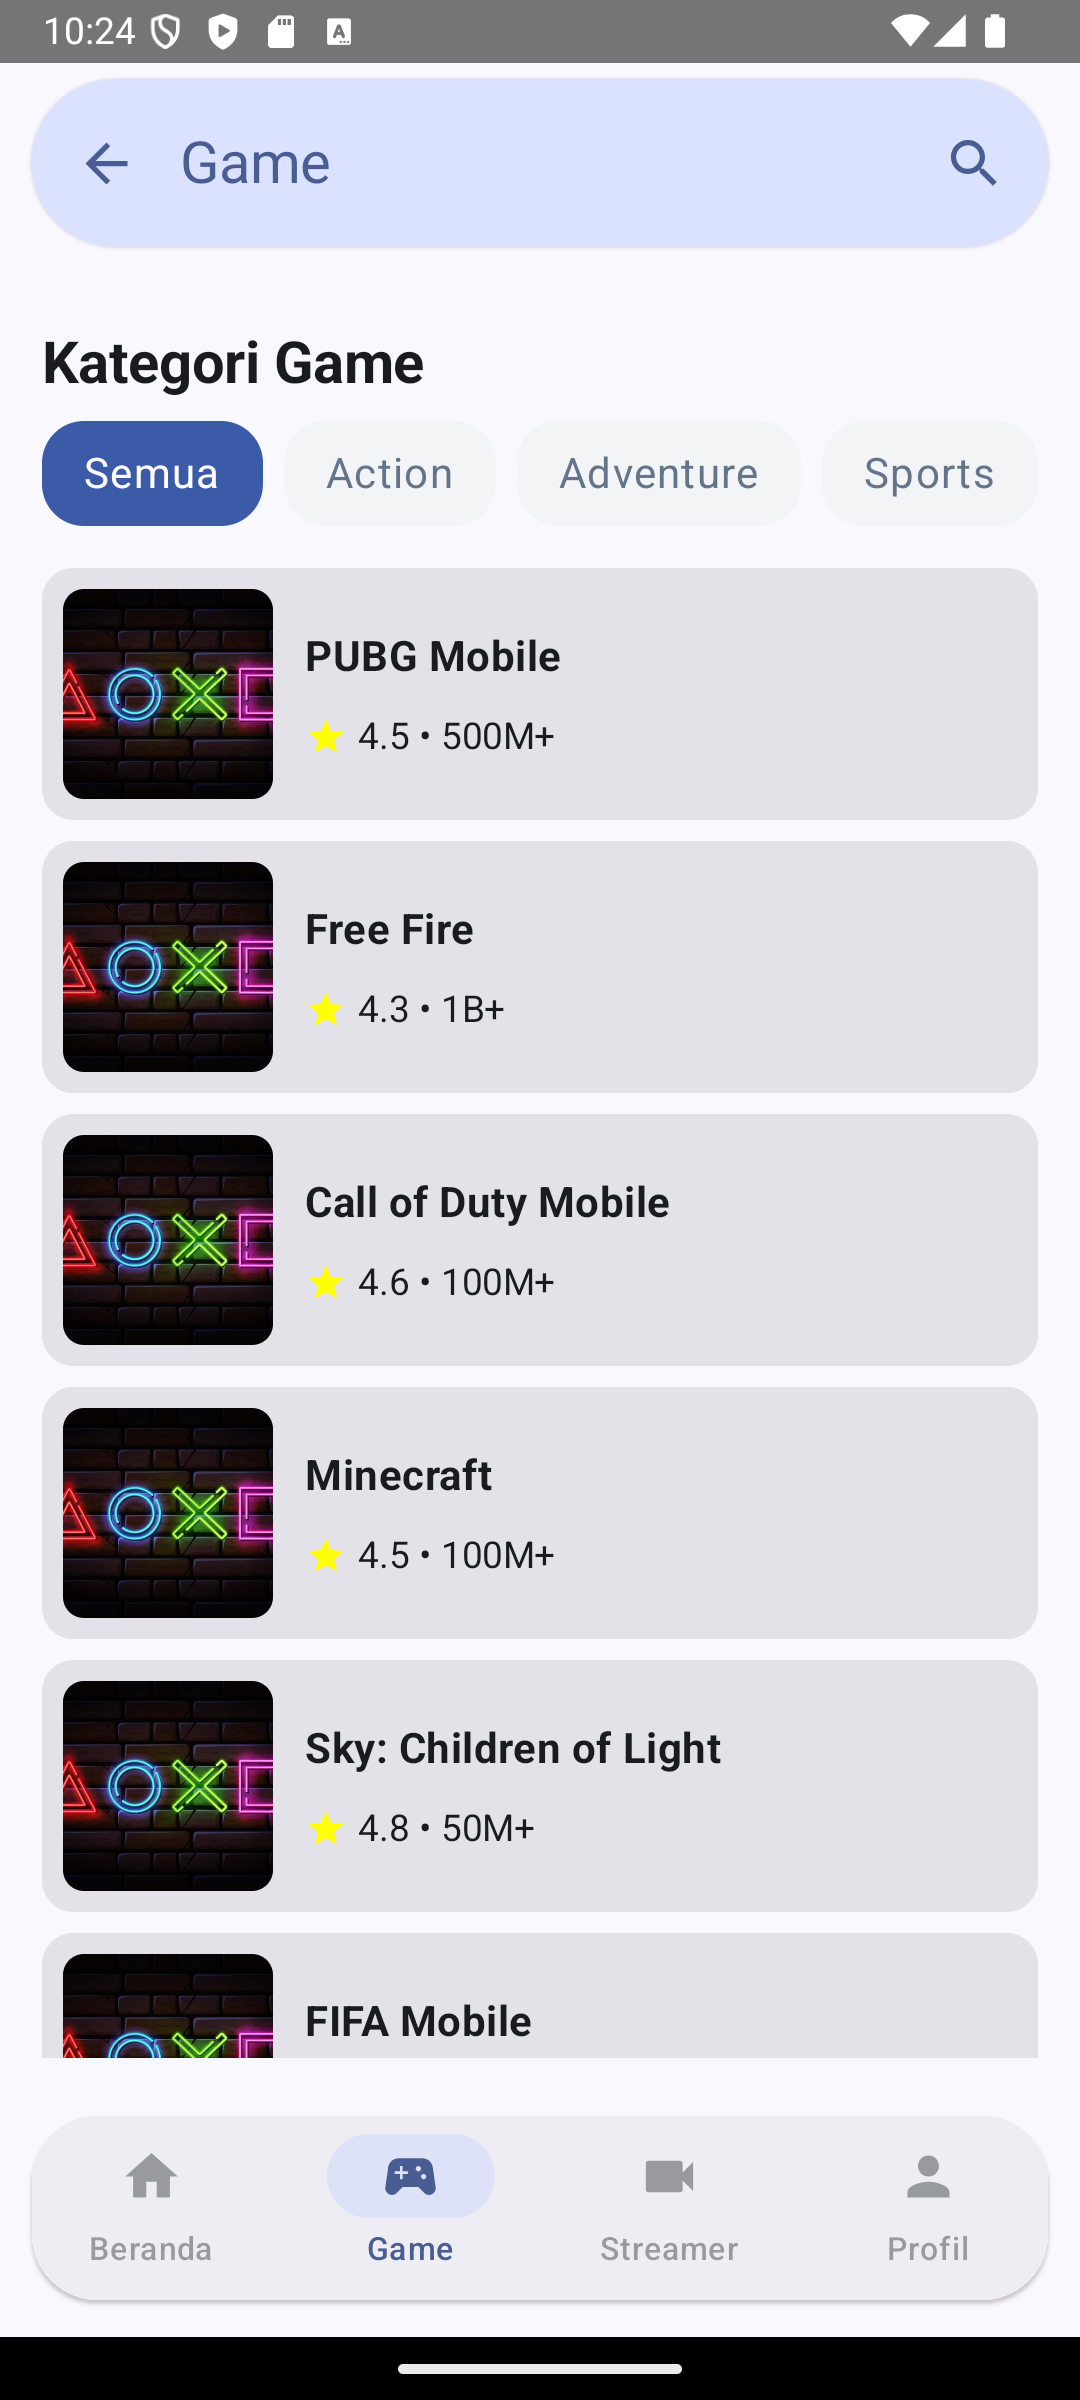 10:24
Game
Kategori Game
Semua
Action
Adventure
Sports
PUBG Mobile
4.5 • 500M+
Free Fire
4.3 • 1B+
Call of Duty Mobile
4.6 • 100M+
Minecraft
4.5 • 100M+
Sky: Children of Light
4.8 • 50M+
FIFA Mobile
Beranda
Game
Streamer
Profil